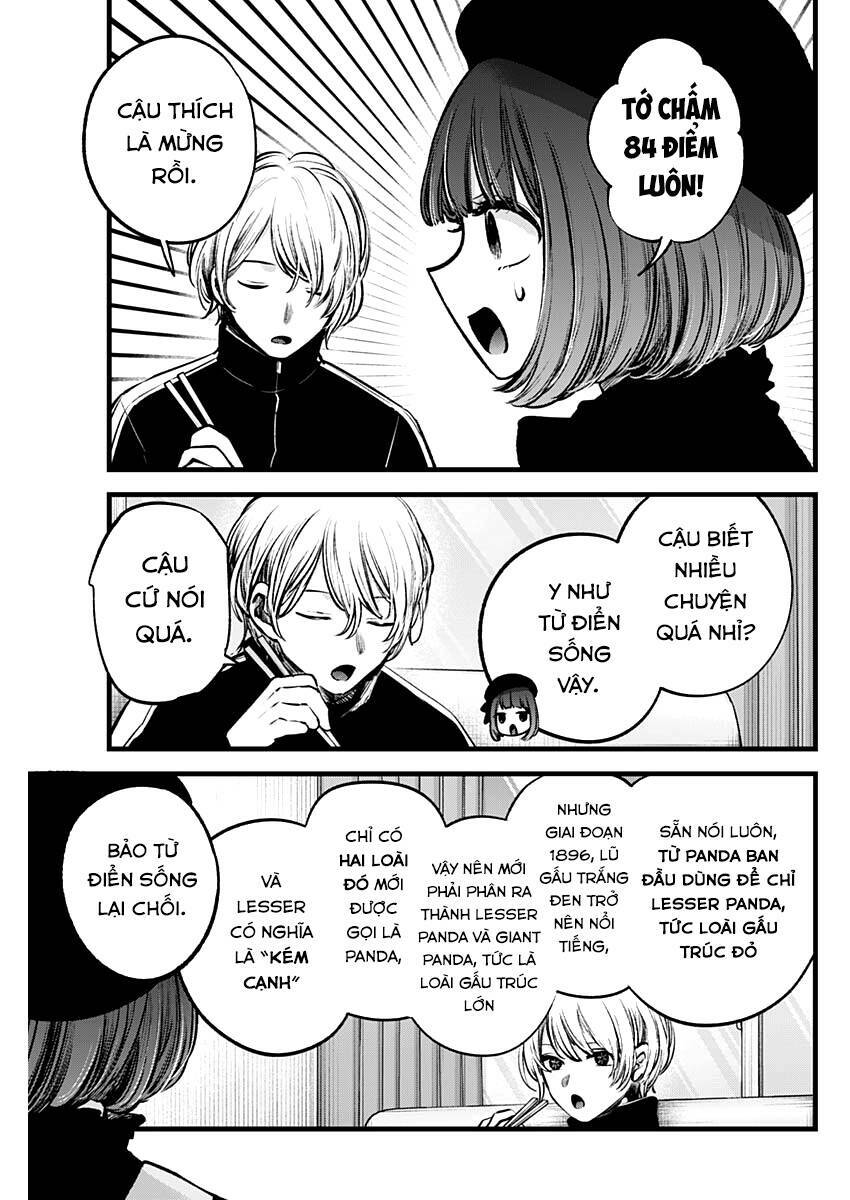 TỚ CHẤM
84 ĐIỂM
LUÔN!
CẬU THÍCH
LÀ MỪNG
RỒI.
CẬU BIẾT
NHIỀU
CHUYỆN
QUÁ NHỈ?
Y NHƯ
TỪ ĐIỂN
SỐNG
VẬY.
CẬU
CỨ NÓI
QUÁ.
SẴN NÓI LUÔN,
TỪ PANDA BAN
ĐẦU DÙNG ĐỂ CHỈ
LESSER PANDA,
TỨC LOÀI GẤU
TRÚC ĐỎ
NHƯNG
GIAI ĐOẠN
1896, LŨ
GẤU TRẮNG
ĐEN TRỞ
NÊN NỔI
TIẾNG,
VẬY NÊN MỚI
PHẢI PHÂN RA
THÀNH LESSER
PANDA VÀ GIANT
PANDA, TỨC LÀ
LOÀI GẤU TRÚC
LỚN
CHỈ CÓ
HAI LOÀI
ĐÓ MỚI
ĐƯỢC
GỌI LÀ
PANDA,
VÀ
LESSER
CÓ NGHĨA
LÀ “KÉM
CẠNH”
BẢO TỪ
ĐIỂN SỐNG
LẠI CHỐI.